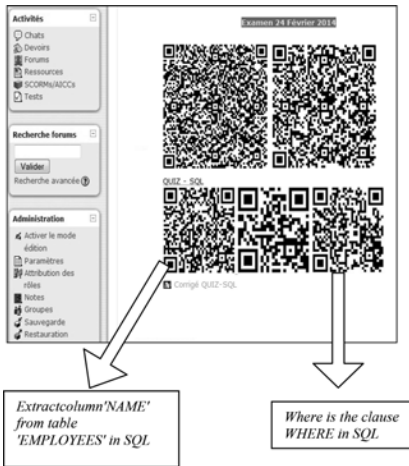 Activités
Chats
Devoirs
Forums
Ressources
SCORMs/AICCs
Tests
Recherche forums
Valider
Recherche avancée
Administration
Activer le mode
édition
Paramètres
Attribution des
rôles
Notes
Groupes
Sauvegarde
Restauration
Examen 24 Février 2014
QUIZ - SQL
Corrigé QUIZ-SQL
Extractcolumn'NAME'
from table
'EMPLOYEES' in SQL
Where is the clause
WHERE in SQL